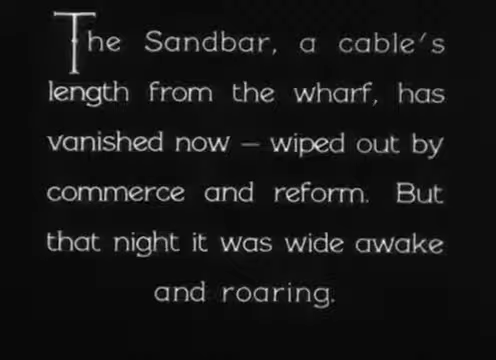 The Sandbar, a cable's
length from the wharf, has
vanished now — wiped out by
commerce and reform. But
that night it was wide awake
and roaring.